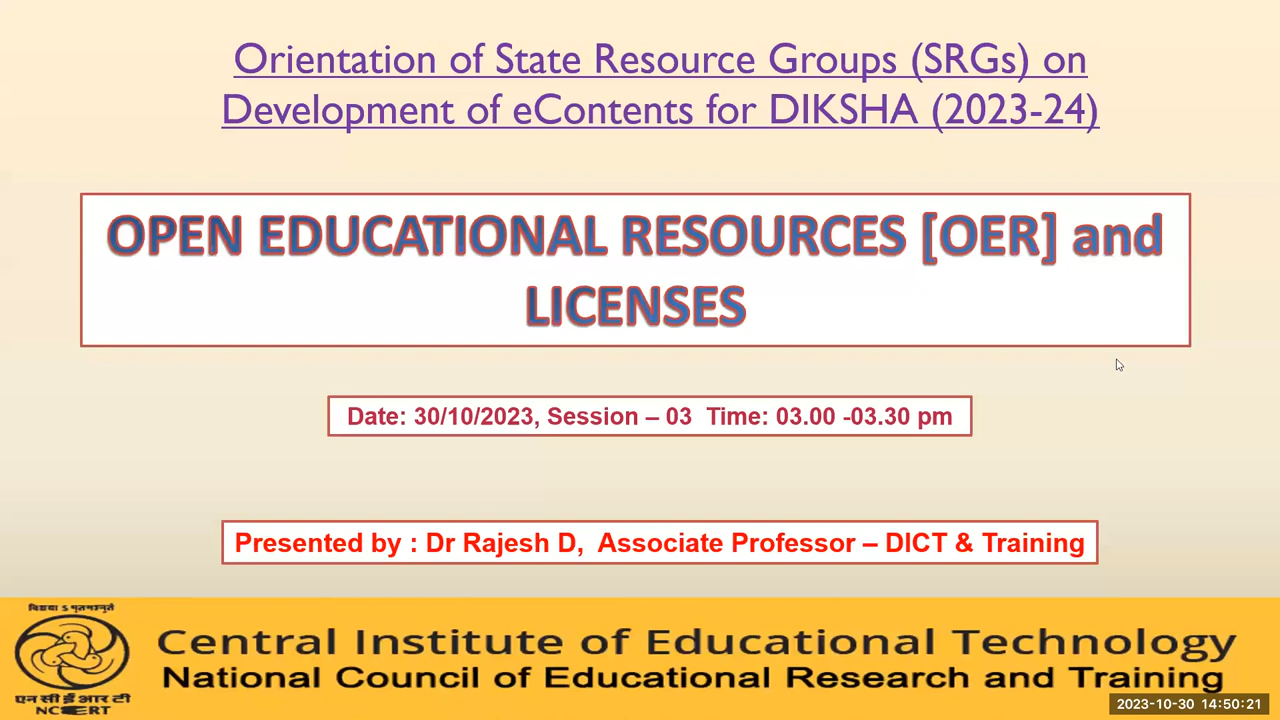 Orientation of State Resource Groups (SRGs) on
Development of eContents for DIKSHA (2023-24)
OPEN EDUCATIONAL RESOURCES [OER] and
LICENSES
Date: 30/10/2023, Session – 03 Time: 03.00 -03.30 pm
Presented by : Dr Rajesh D, Associate Professor – DICT & Training
Central Institute of Educational Technology
National Council of Educational Research and Training
एन सी ई आर टी
NCERT
2023-10-30 14:50:21